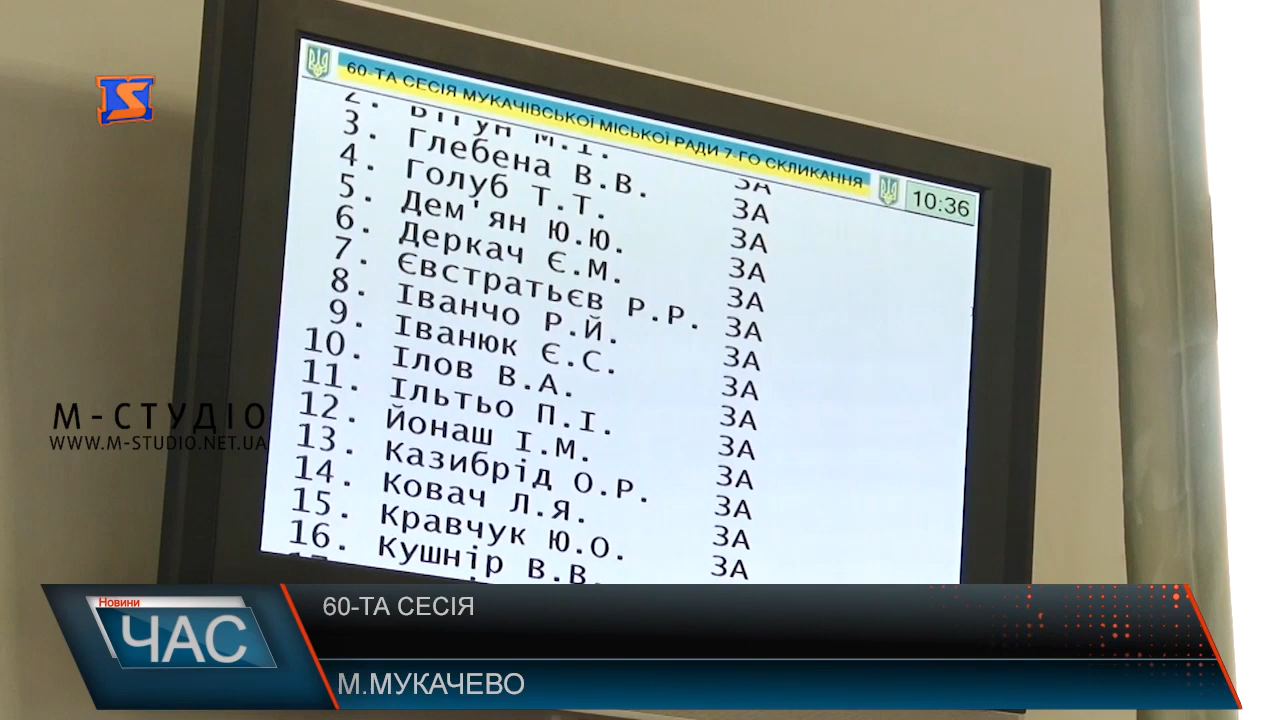 60-ТА СЕСІЯ МУКАЧІВСЬКОЇ МІСЬКОЇ РАДИ 7-ГО СКЛИКАННЯ
10:36
2. М.І. ЗА
3. Глебена В.В. ЗА
4. Голуб Т.Т. ЗА
5. Дем'ян Ю.Ю. ЗА
6. Деркач Є.М. ЗА
7. Євстратьєв Р.Р. ЗА
8. Іванчо Р.Й. ЗА
9. Іванюк Є.С. ЗА
10. Ілов В.А. ЗА
11. Ільтьо П.І. ЗА
12. Йонаш І.М. ЗА
13. Казибрід О.Р. ЗА
14. Ковач Л.Я. ЗА
15. Кравчук Ю.О. ЗА
16. Кушнір В.В.
М-СТУДІО
WWW.M-STUDIO.NET.UA
Новини
ЧАС
60-ТА СЕСІЯ
М.МУКАЧЕВО